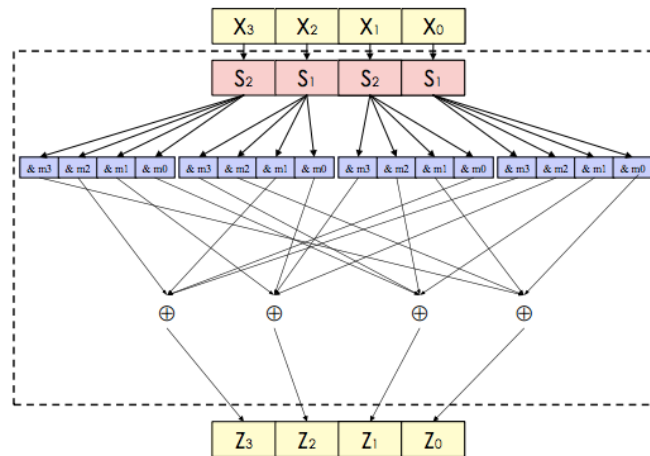 X3 X2 X1 X0
S2 S1 S2 S1
& m3 & m2 & m1 & m0 & m3 & m2 & m1 & m0 & m3 & m2 & m1 & m0 & m3 & m2 & m1 & m0
⊕ ⊕ ⊕ ⊕
Z3 Z2 Z1 Z0